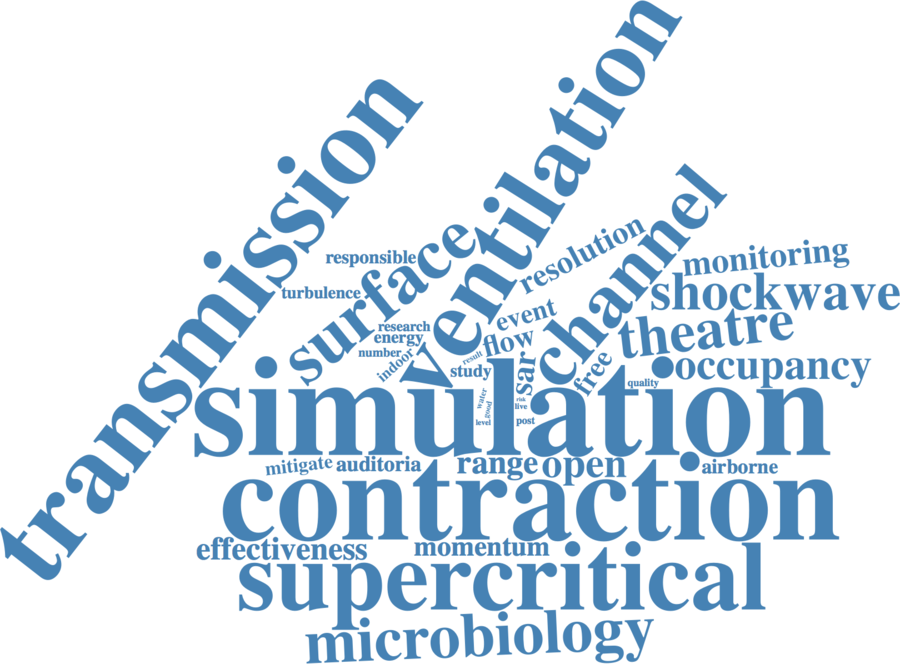 transmission
ventilation
channel
surface
resolution
responsible
turbulence
monitoring
shockwave
event
theatre
research
energy
number
indoor
flow
result
study
sar
free
occupancy
quality
simulation
water
good
level
risk
live
post
mitigate
auditoria
range
open
airborne
contraction
effectiveness
momentum
supercritical
microbiology